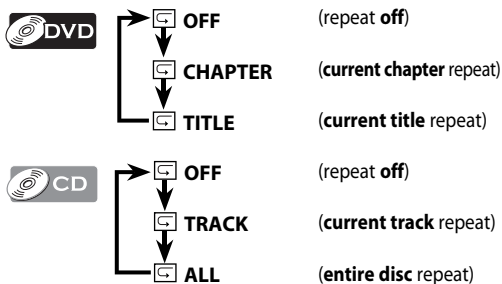 DVD
OFF (repeat off)
CHAPTER (current chapter repeat)
TITLE (current title repeat)
CD
OFF (repeat off)
TRACK (current track repeat)
ALL (entire disc repeat)